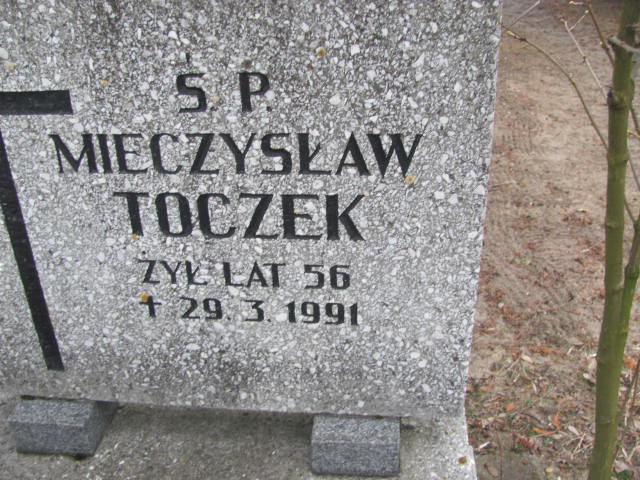 Ś. P.
MIECZYSŁAW
TOCZEK
ŻYŁ LAT 56
✝ 29. 3. 1991